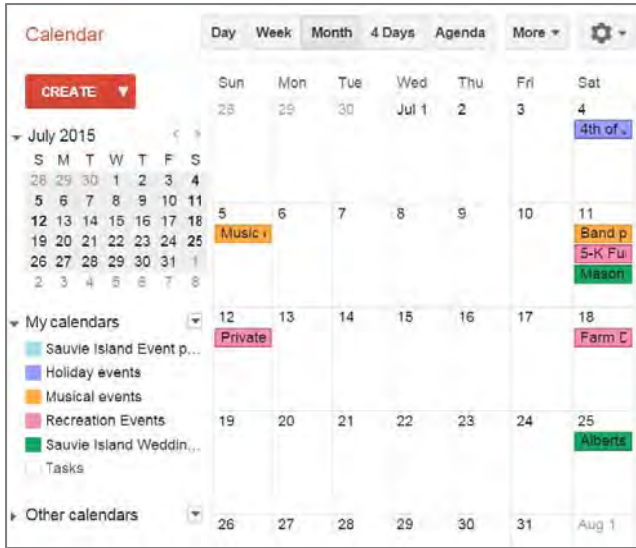 Calendar
Day Week Month 4 Days Agenda More
CREATE
July 2015
S M T W T F S
28 29 30 1 2 3 4
5 6 7 8 9 10 11
12 13 14 15 16 17 18
19 20 21 22 23 24 25
26 27 28 29 30 31 1
2 3 4 5 6 7 8
My calendars
Sauvie Island Event p...
Holiday events
Musical events
Recreation Events
Sauvie Island Weddin...
Tasks
Other calendars
Sun Mon Tue Wed Thu Fri Sat
28 29 30 Jul 1 2 3 4
4th of
5 6 7 8 9 10 11
Music Band p
5-K Fu
Mason
12 13 14 15 16 17 18
Private Farm
19 20 21 22 23 24 25
Alberts
26 27 28 29 30 31 Aug 1